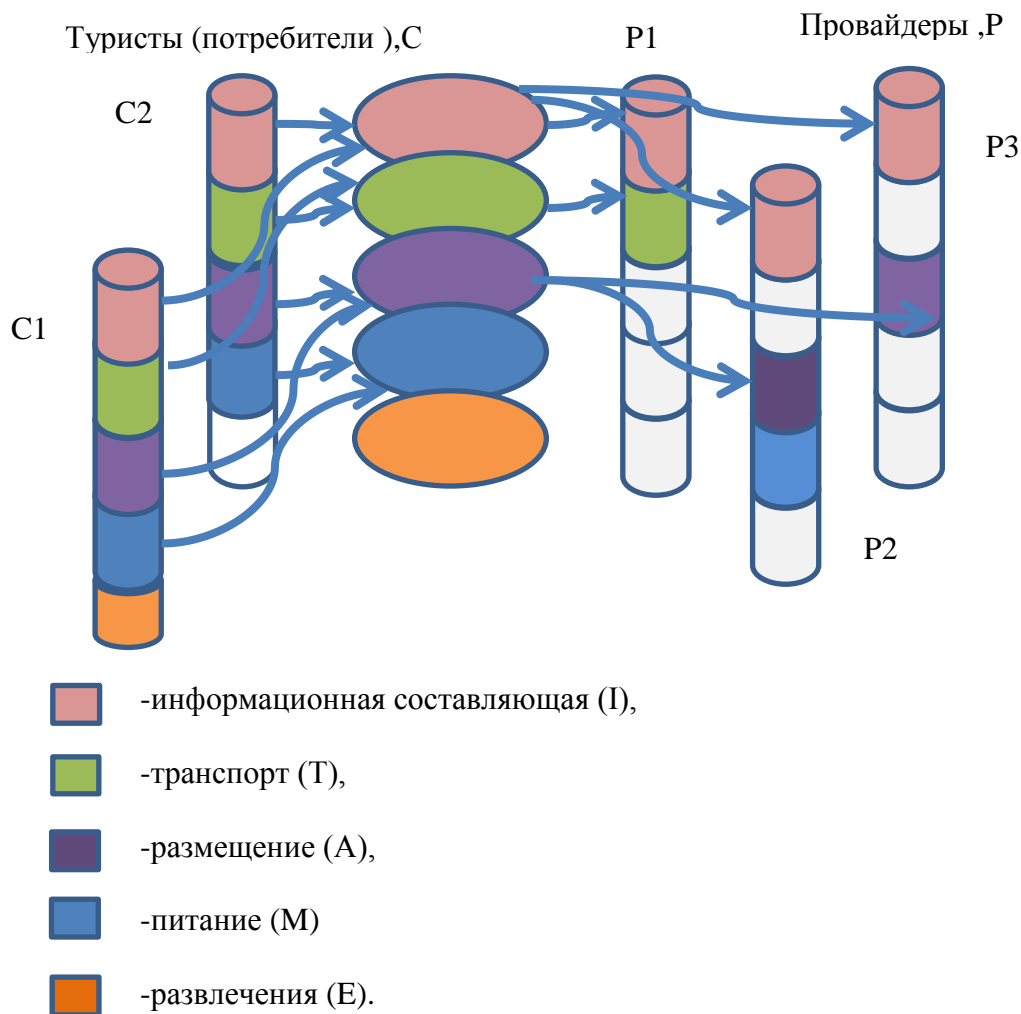 Туристы (потребители ),С
P1
Провайдеры ,P
C2
P3
C1
P2
-информационная составляющая (I),
-транспорт (T),
-размещение (A),
-питание (M)
-развлечения (E).